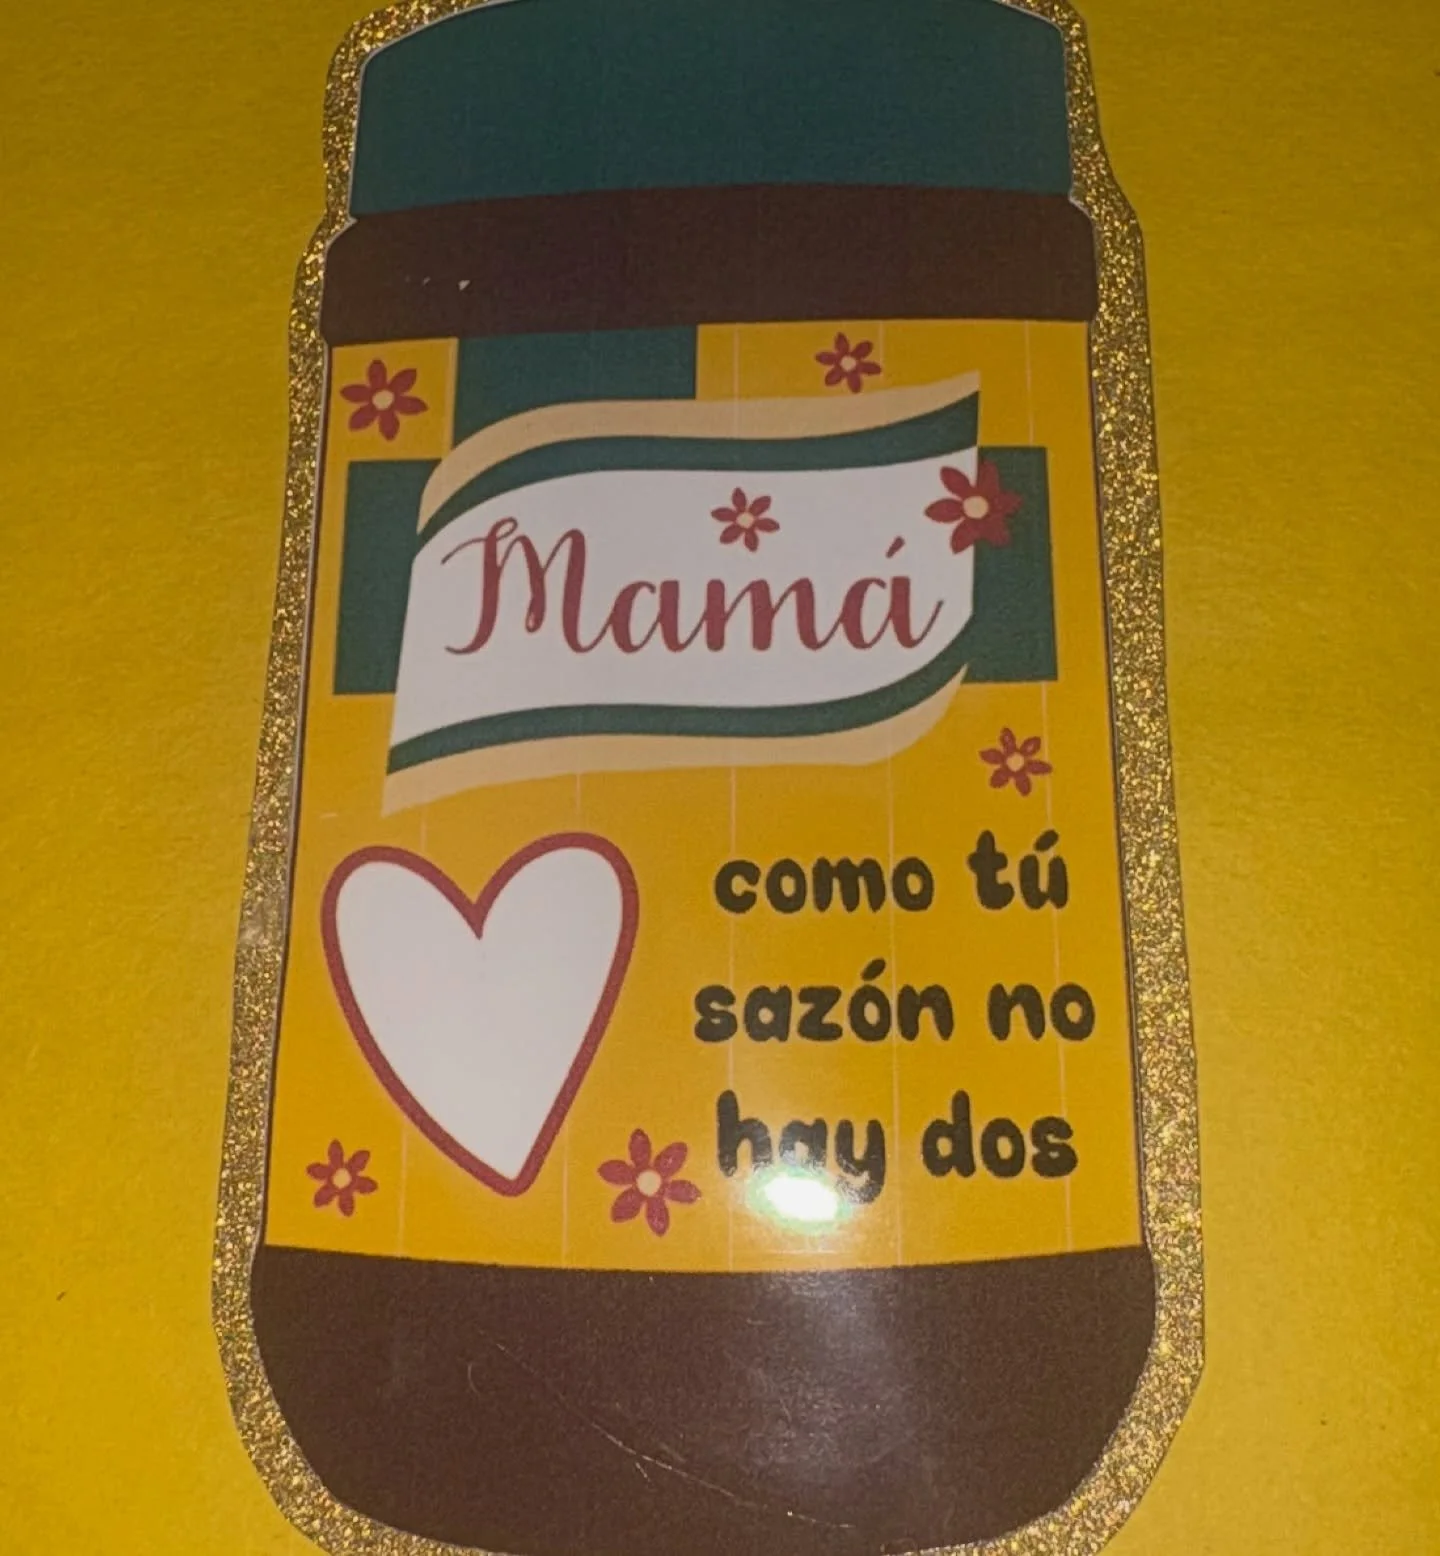 Mamá
como tú
sazón no
hay dos